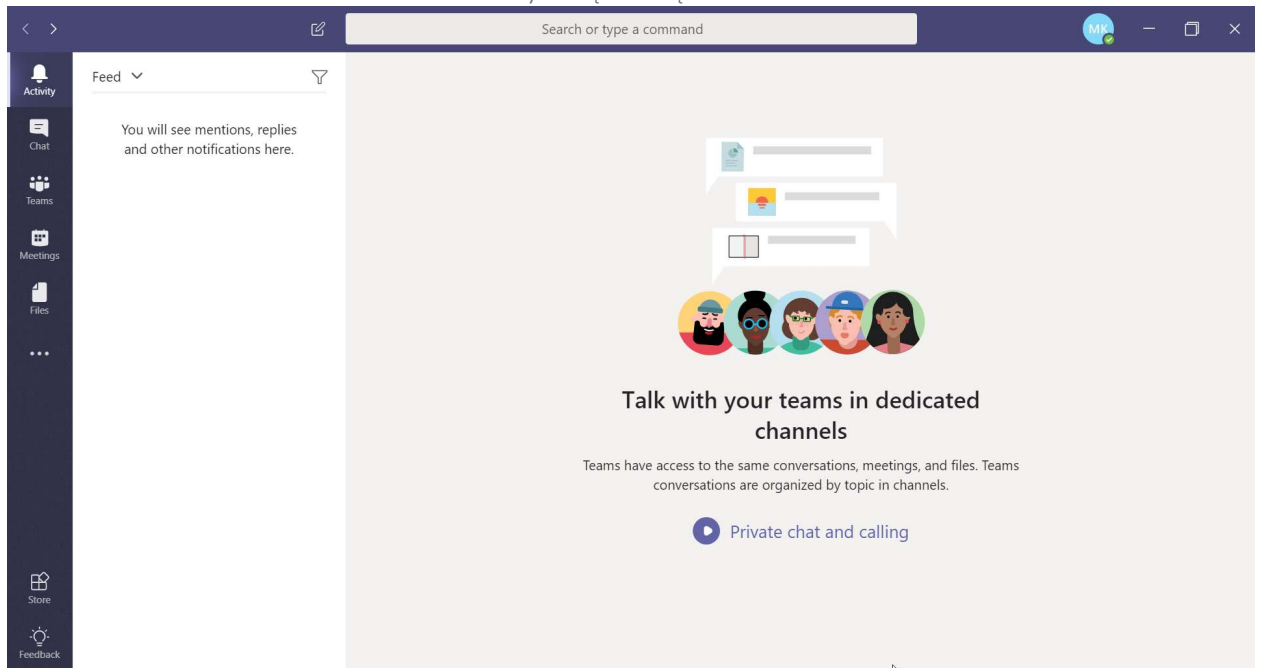 Search or type a command
MK
Activity
Chat
Teams
Meetings
Files
Store
Feedback
Feed
You will see mentions, replies
and other notifications here.
Talk with your teams in dedicated
channels
Teams have access to the same conversations, meetings, and files. Teams
conversations are organized by topic in channels.
Private chat and calling